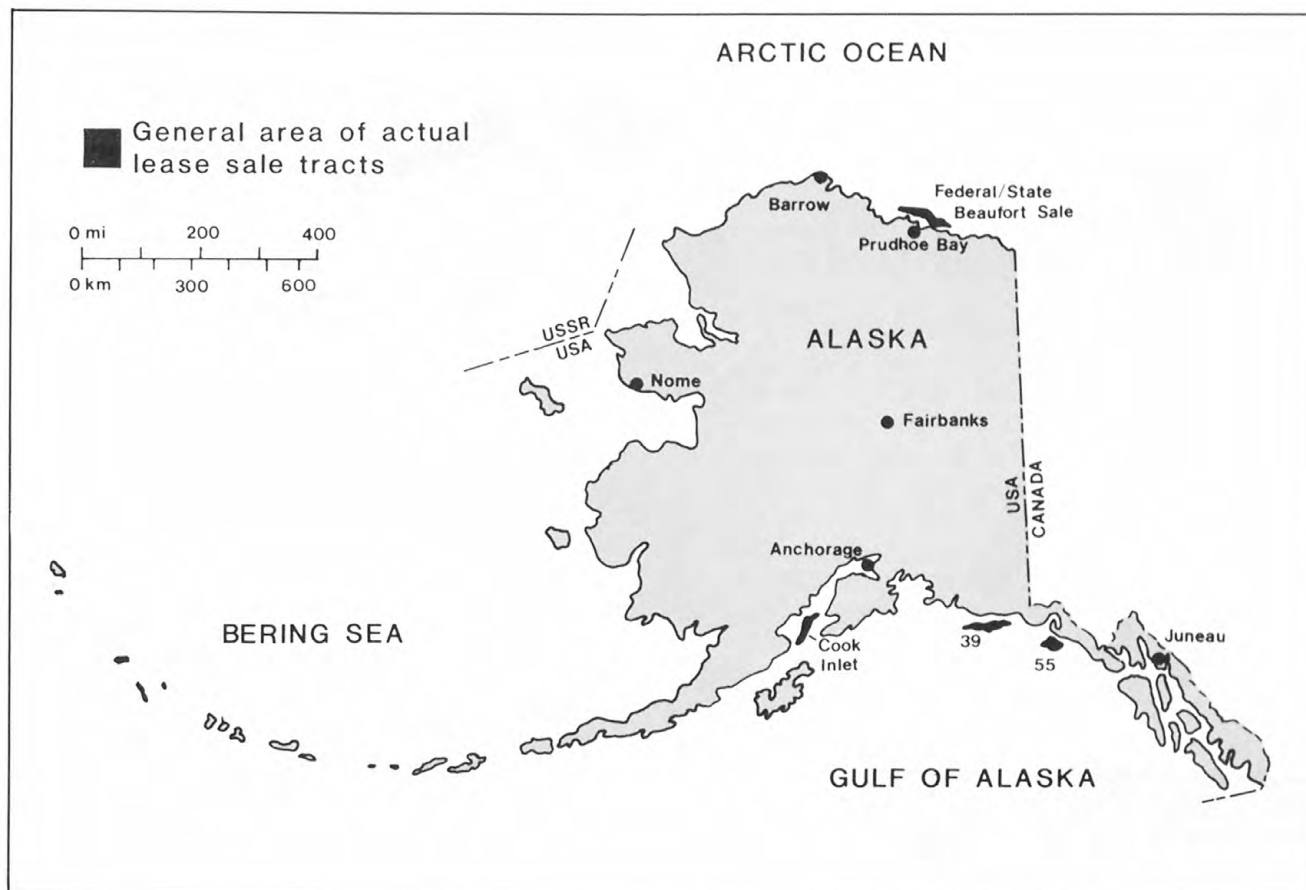 ARCTIC OCEAN
General area of actual
lease sale tracts
Federal/State
Beaufort Sale
Barrow
Prudhoe Bay
0 mi 200 400
0 km 300 600
USSR
USA
ALASKA
Nome
Fairbanks
USA
CANADA
Anchorage
BERING SEA
Cook
Inlet
39
55
Juneau
GULF OF ALASKA